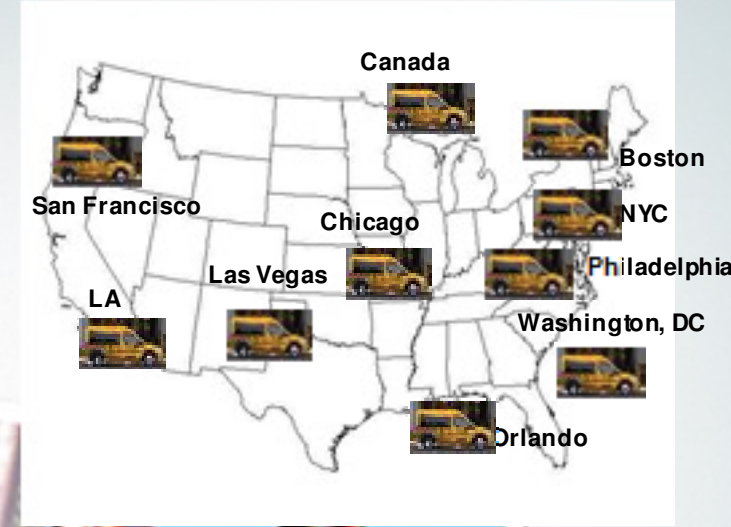 Canada
Boston
San Francisco
NYC
Chicago
Philadelphia
Las Vegas
LA
Washington, DC
Orlando